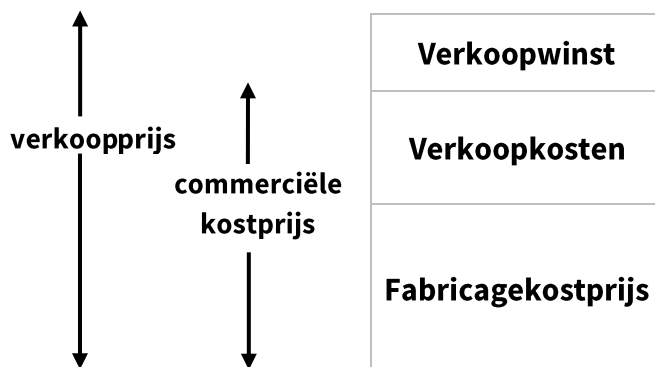 Verkoopwinst
verkoopprijs
Verkoopkosten
commerciële
kostprijs
Fabricagekostprijs